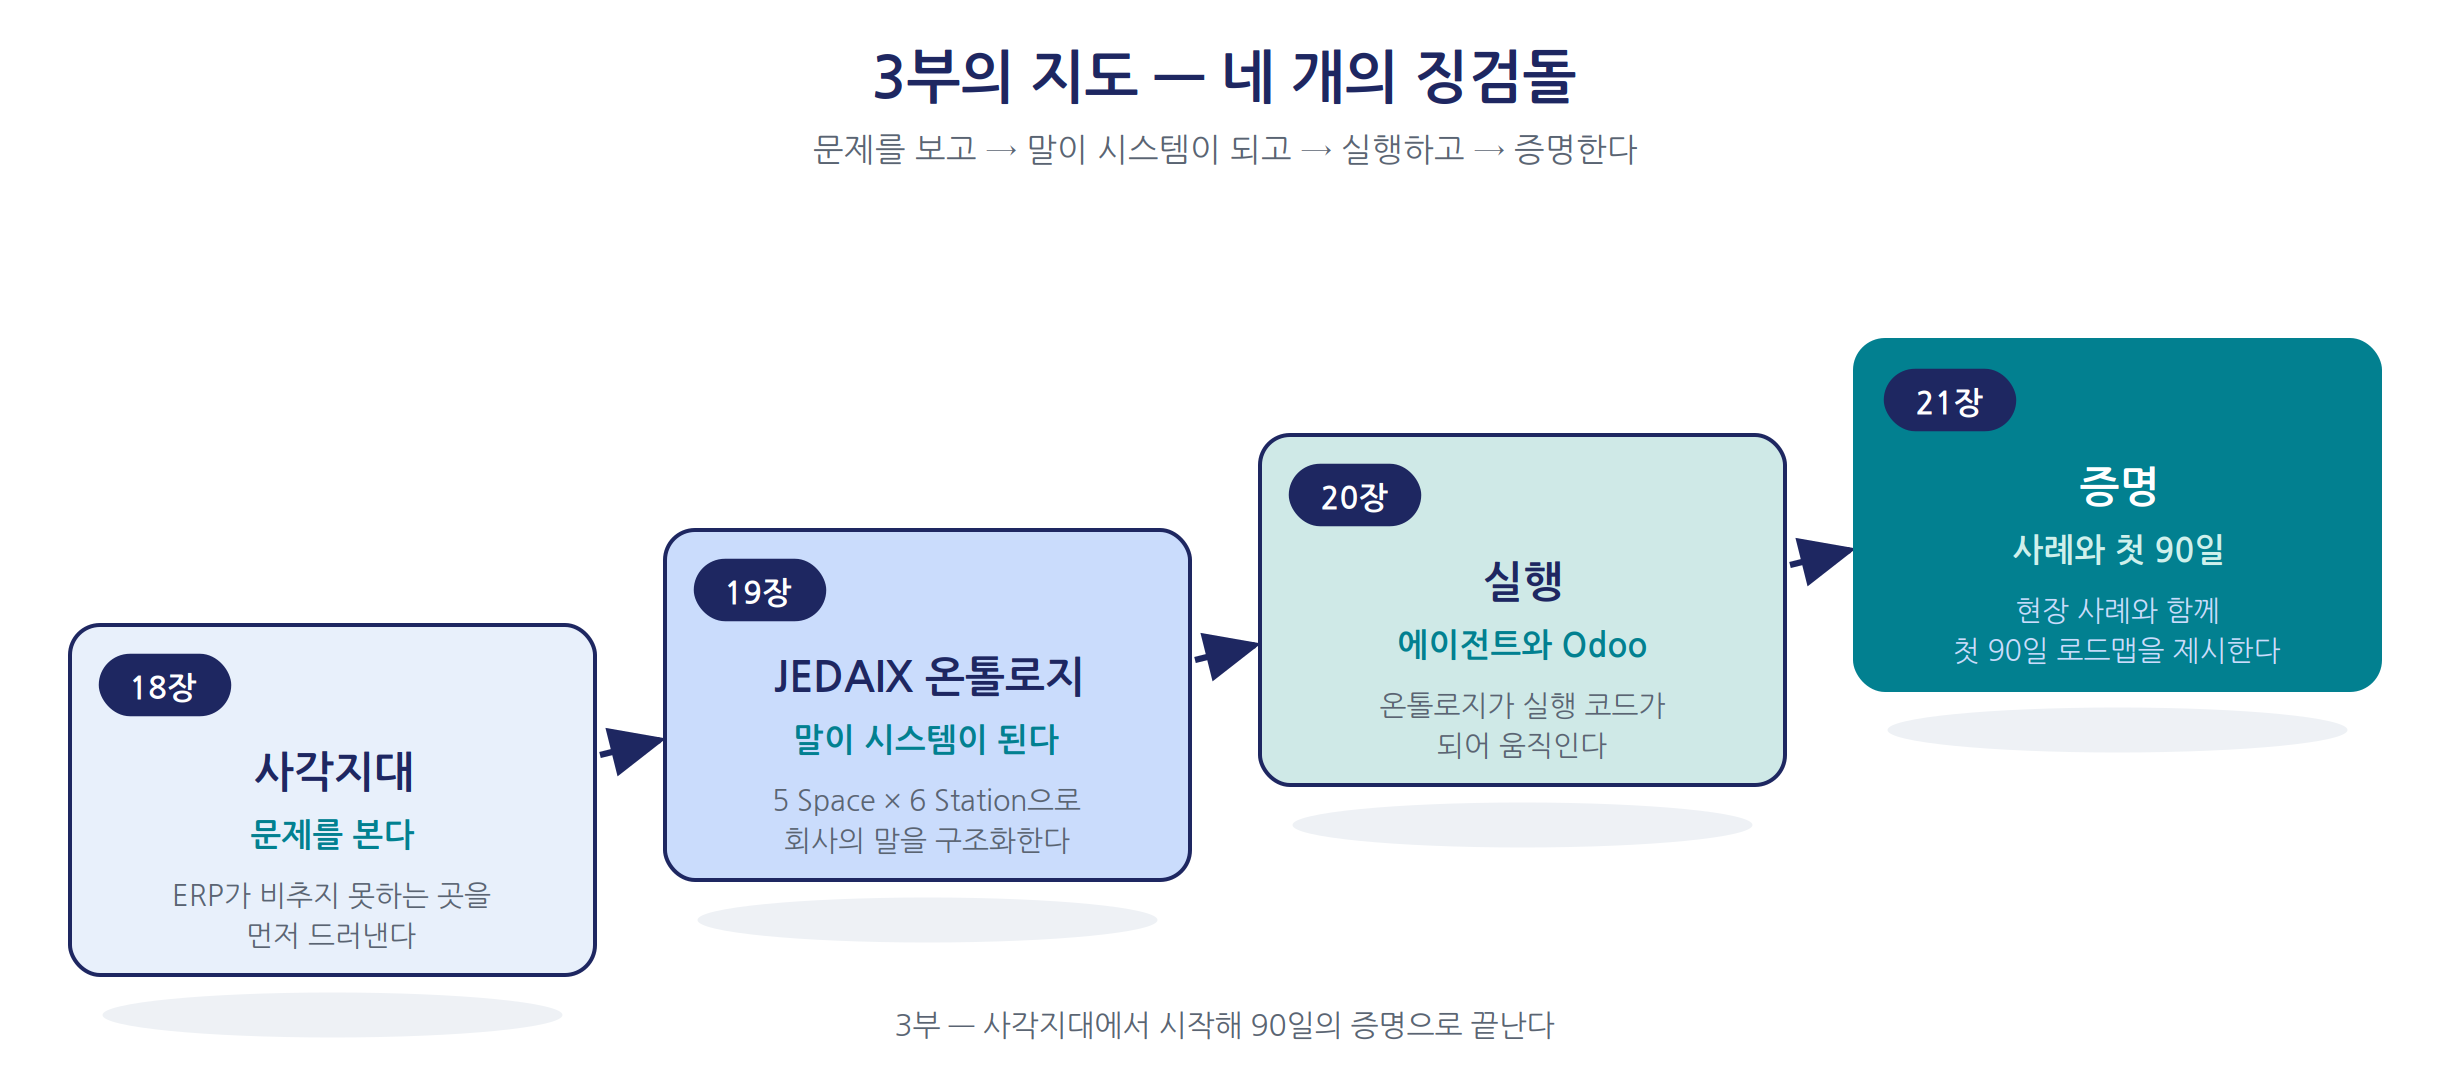 3부의 지도 — 네 개의 징검돌
문제를 보고 → 말이 시스템이 되고 → 실행하고 → 증명한다
18장
사각지대
문제를 본다
ERP가 비추지 못하는 곳을
먼저 드러낸다
19장
JEDAIX 온톨로지
말이 시스템이 된다
5 Space × 6 Station으로
회사의 말을 구조화한다
20장
실행
에이전트와 Odoo
온톨로지가 실행 코드가
되어 움직인다
21장
증명
사례와 첫 90일
현장 사례와 함께
첫 90일 로드맵을 제시한다
3부 — 사각지대에서 시작해 90일의 증명으로 끝난다